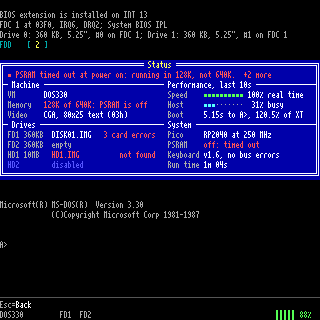 BIOS extension is installed on INT 13
FDC 1 at 03F0, IRQ6, DRQ2; System BIOS IPL
Drive 0: 360 KB, 5.25", №0 on FDC 1; Drive 1: 360 KB, 5.25", №1 on FDC 1
FDD [ 2 ]
Status
PSRAM timed out at power on: running in 128K, not 640K. +2 more
Machine
VM DOS330
Memory 128K of 640K: PSRAM is off
Video CGA, 80x25 text (03h)
Performance, last 10s
Speed 100% real time
Host 31% busy
Boot 5.15s to A>, 120.5% of XT
Drives
FD1 360KB DISK01.IMG 3 card errors
FD2 360KB empty
HD1 10MB HD1.IMG not found
HD2 disabled
System
Pico RP2040 at 250 MHz
PSRAM off: timed out
Keyboard v1.6, no bus errors
Run time 1m 04s
Microsoft(R) MS-DOS(R) Version 3.30
(C)Copyright Microsoft Corp 1981-1987
A>
Esc=Back
DOS330 FD1 FD2 88%